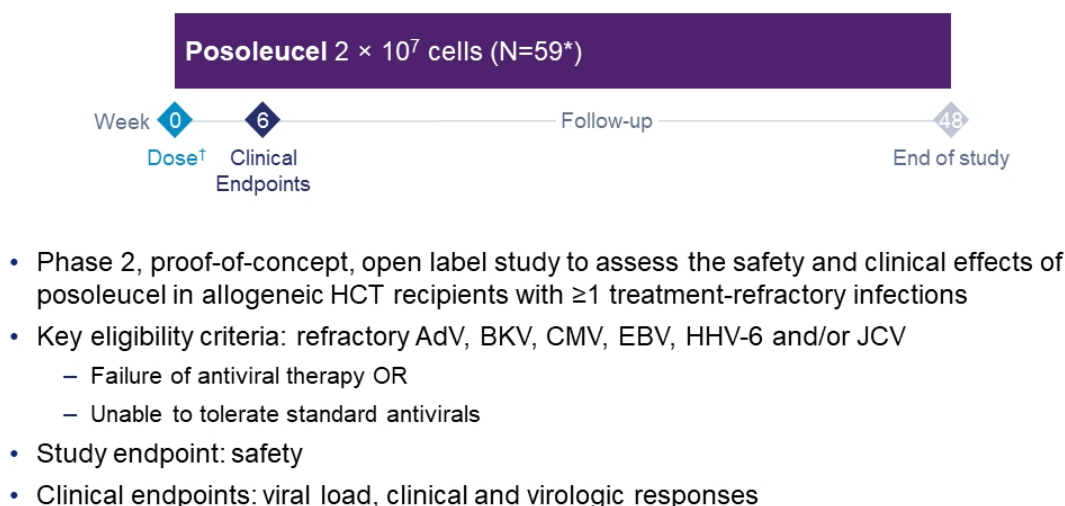 Posoleucel 2 × 10⁷ cells (N=59*)
Week 0 6 Follow-up 48
Dose† Clinical Endpoints End of study
• Phase 2, proof-of-concept, open label study to assess the safety and clinical effects of
posoleucel in allogeneic HCT recipients with ≥1 treatment-refractory infections
• Key eligibility criteria: refractory AdV, BKV, CMV, EBV, HHV-6 and/or JCV
– Failure of antiviral therapy OR
– Unable to tolerate standard antivirals
• Study endpoint: safety
• Clinical endpoints: viral load, clinical and virologic responses